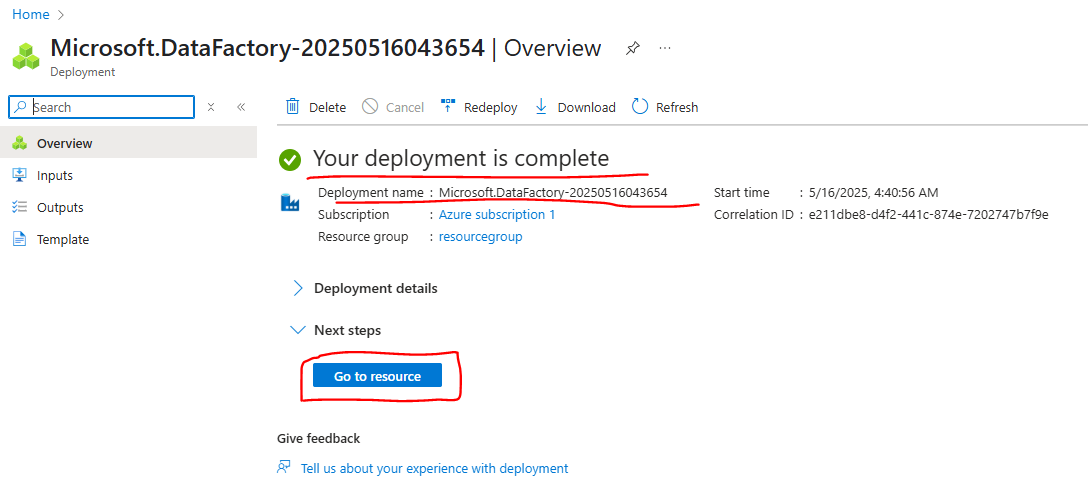 Home >
Microsoft.DataFactory-20250516043654 | Overview
Deployment
Search
Overview
Inputs
Outputs
Template
Delete Cancel Redeploy Download Refresh
Your deployment is complete
Deployment name : Microsoft.DataFactory-20250516043654
Subscription : Azure subscription 1
Resource group : resourcegroup
Start time : 5/16/2025, 4:40:56 AM
Correlation ID : e211dbe8-d4f2-441c-874e-7202747b7f9e
Deployment details
Next steps
Go to resource
Give feedback
Tell us about your experience with deployment